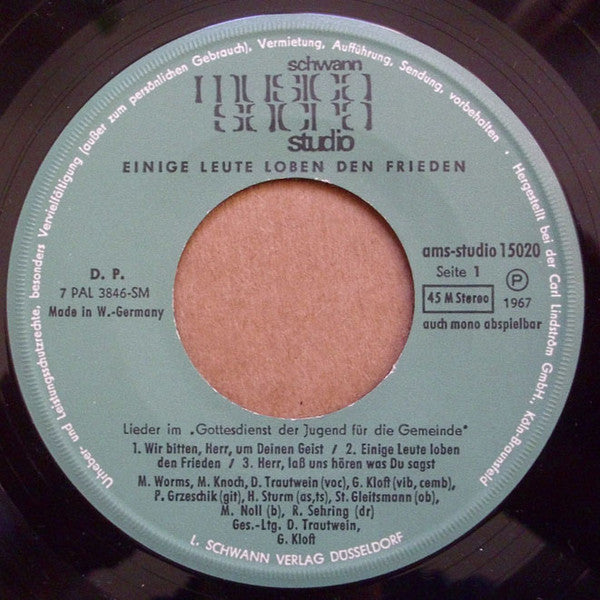 Urheber- und Leistungsschutzrechte, besonders Vervielfältigung (außer zum persönlichen Gebrauch), Vermietung, Aufführung, Sendung, vorbehalten · Hergestellt bei der Carl Lindström GmbH., Köln-Braunsfeld
schwann
musica
sacra
studio
EINIGE LEUTE LOBEN DEN FRIEDEN
D. P.
7 PAL 3846-SM
Made in W.-Germany
ams-studio 15020
Seite 1
45 M Stereo
P
1967
auch mono abspielbar
Lieder im „Gottesdienst der Jugend für die Gemeinde"
1. Wir bitten, Herr, um Deinen Geist / 2. Einige Leute loben
den Frieden / 3. Herr, laß uns hören was Du sagst
M. Worms, M. Knoch, D. Trautwein (voc), G. Kloft (vib, cemb),
P. Grzeschik (git), H. Sturm (as,ts), St. Gleitsmann (ob),
M. Noll (b), R. Sehring (dr)
Ges.-Ltg. D. Trautwein,
G. Kloft
L. SCHWANN VERLAG DÜSSELDORF